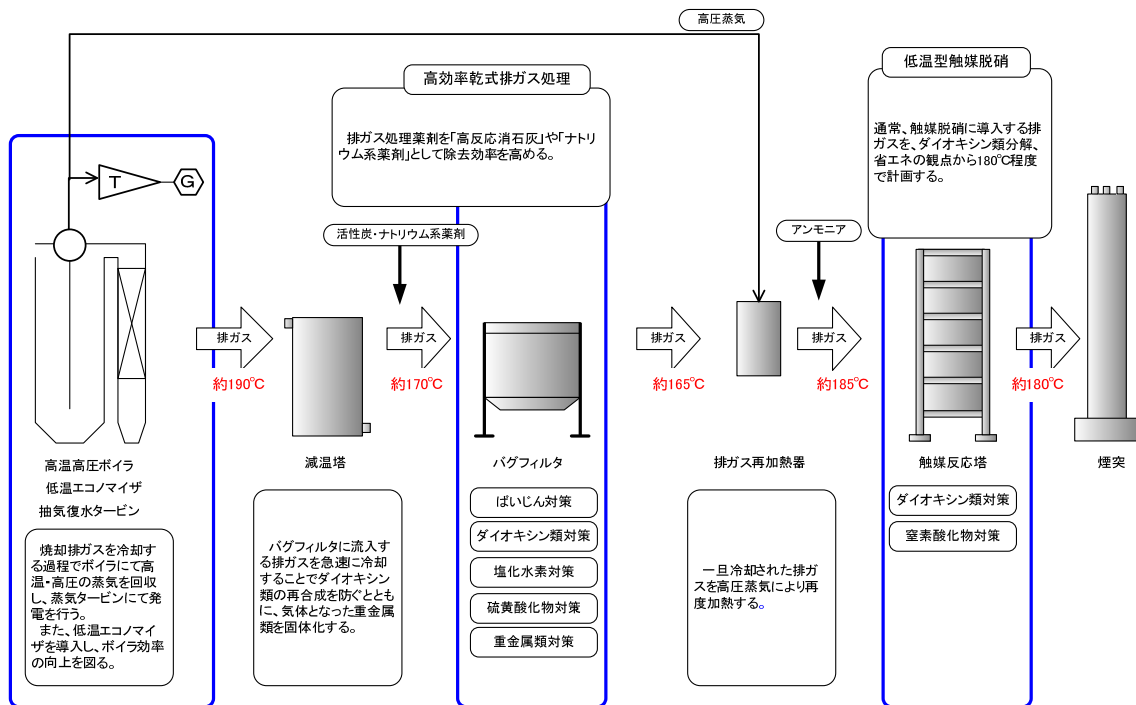 高圧蒸気
高効率乾式排ガス処理
排ガス処理薬剤を「高反応消石灰」や「ナトリ
ウム系薬剤」として除去効率を高める。
低温型触媒脱硝
通常、触媒脱硝に導入する排
ガスを、ダイオキシン類分解、
省エネの観点から180℃程度
で計画する。
T
G
活性炭・ナトリウム系薬剤
アンモニア
排ガス
排ガス
排ガス
排ガス
排ガス
約190℃
約170℃
約165℃
約185℃
約180℃
高温高圧ボイラ
低温エコノマイザ
抽気復水タービン
減温塔
バグフィルタ
排ガス再加熱器
触媒反応塔
煙突
焼却排ガスを冷却す
る過程でボイラにて高
温・高圧の蒸気を回収
し、蒸気タービンにて発
電を行う。
また、低温エコノマイ
ザを導入し、ボイラ効率
の向上を図る。
バグフィルタに流入す
る排ガスを急速に冷却
することでダイオキシン
類の再合成を防ぐととも
に、気体となった重金属
類を固体化する。
ばいじん対策
ダイオキシン類対策
塩化水素対策
硫黄酸化物対策
重金属類対策
一旦冷却された排ガ
スを高圧蒸気により再
度加熱する。
ダイオキシン類対策
窒素酸化物対策